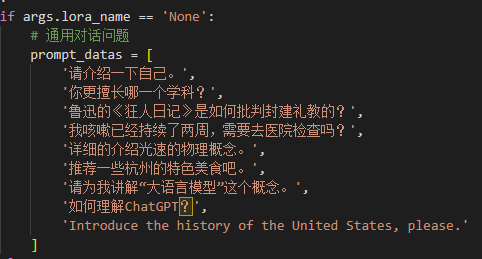 if args.lora_name == 'None':
# 通用对话问题
prompt_datas = [
'请介绍一下自己。',
'你更擅长哪一个学科？',
'鲁迅的《狂人日记》是如何批判封建礼教的？',
'我咳嗽已经持续了两周，需要去医院检查吗？',
'详细的介绍光速的物理概念。',
'推荐一些杭州的特色美食吧。',
'请为我讲解“大语言模型”这个概念。',
'如何理解ChatGPT？',
'Introduce the history of the United States, please.'
]